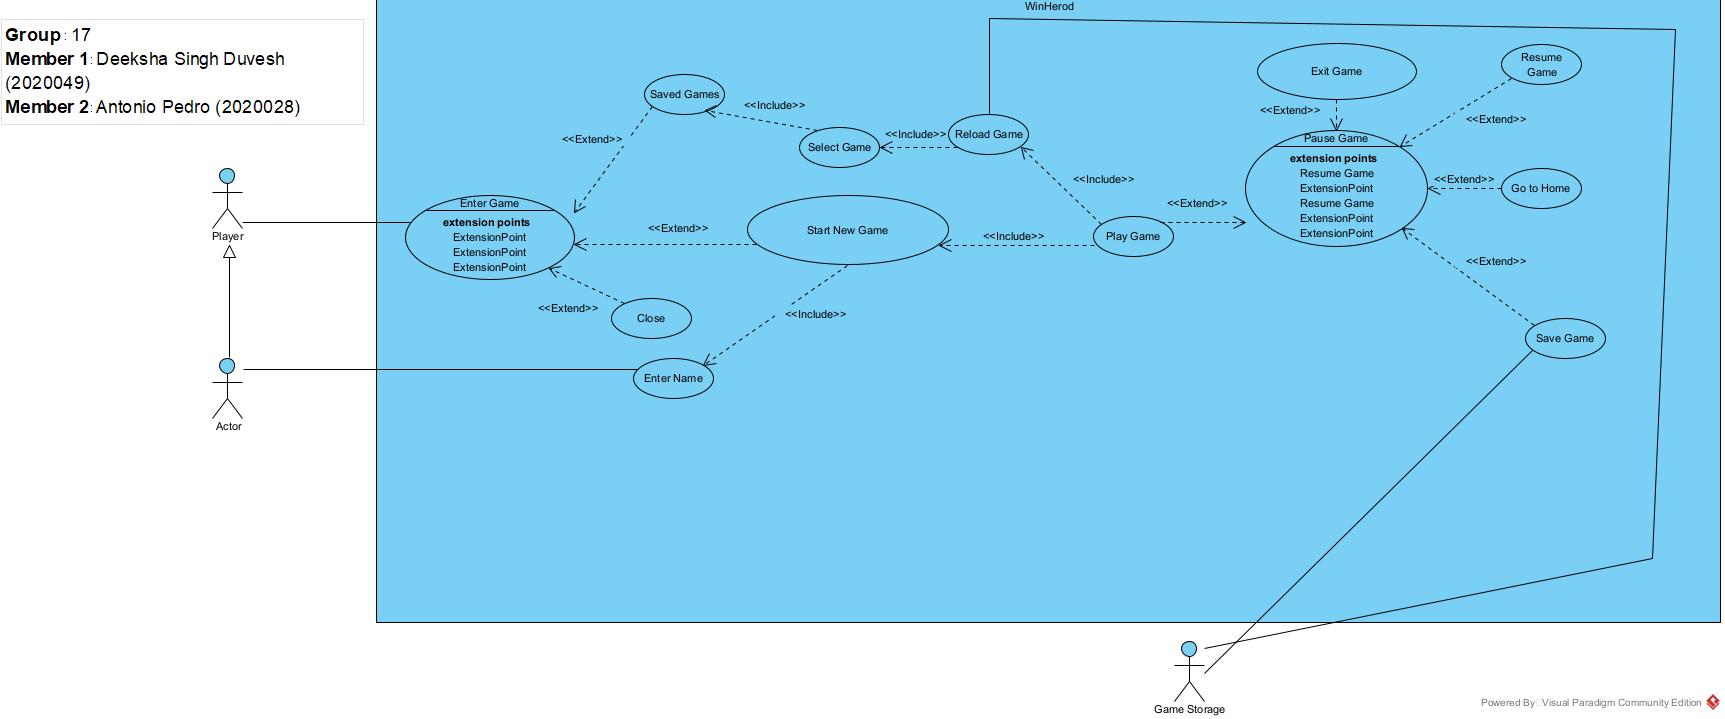 WinHerod
Group : 17
Member 1: Deeksha Singh Duvesh
(2020049)
Member 2: Antonio Pedro (2020028)
Player
Actor
Enter Game
extension points
ExtensionPoint
ExtensionPoint
ExtensionPoint
<<Extend>>
<<Extend>>
<<Extend>>
Saved Games
<<Include>>
Select Game
<<Include>>
Reload Game
Start New Game
<<Include>>
<<Include>>
<<Include>>
Close
Enter Name
Play Game
<<Extend>>
Exit Game
<<Extend>>
Resume
Game
<<Extend>>
Pause Game
extension points
Resume Game
ExtensionPoint
Resume Game
ExtensionPoint
ExtensionPoint
<<Extend>>
Go to Home
<<Extend>>
Save Game
Game Storage
Powered By Visual Paradigm Community Edition